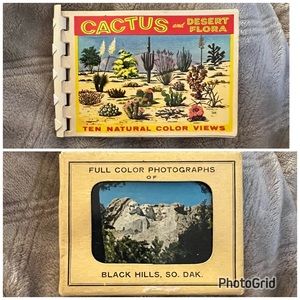 CACTUS and DESERT FLORA
TEN NATURAL COLOR VIEWS
FULL COLOR PHOTOGRAPHS
OF
BLACK HILLS, SO. DAK.
PhotoGrid